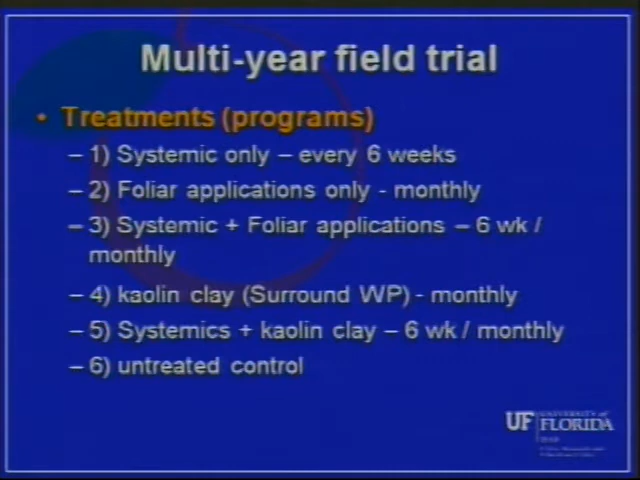 Multi-year field trial
• Treatments (programs)
– 1) Systemic only – every 6 weeks
– 2) Foliar applications only - monthly
– 3) Systemic + Foliar applications – 6 wk /
monthly
– 4) kaolin clay (Surround WP) - monthly
– 5) Systemics + kaolin clay – 6 wk / monthly
– 6) untreated control
UF UNIVERSITY of
FLORIDA